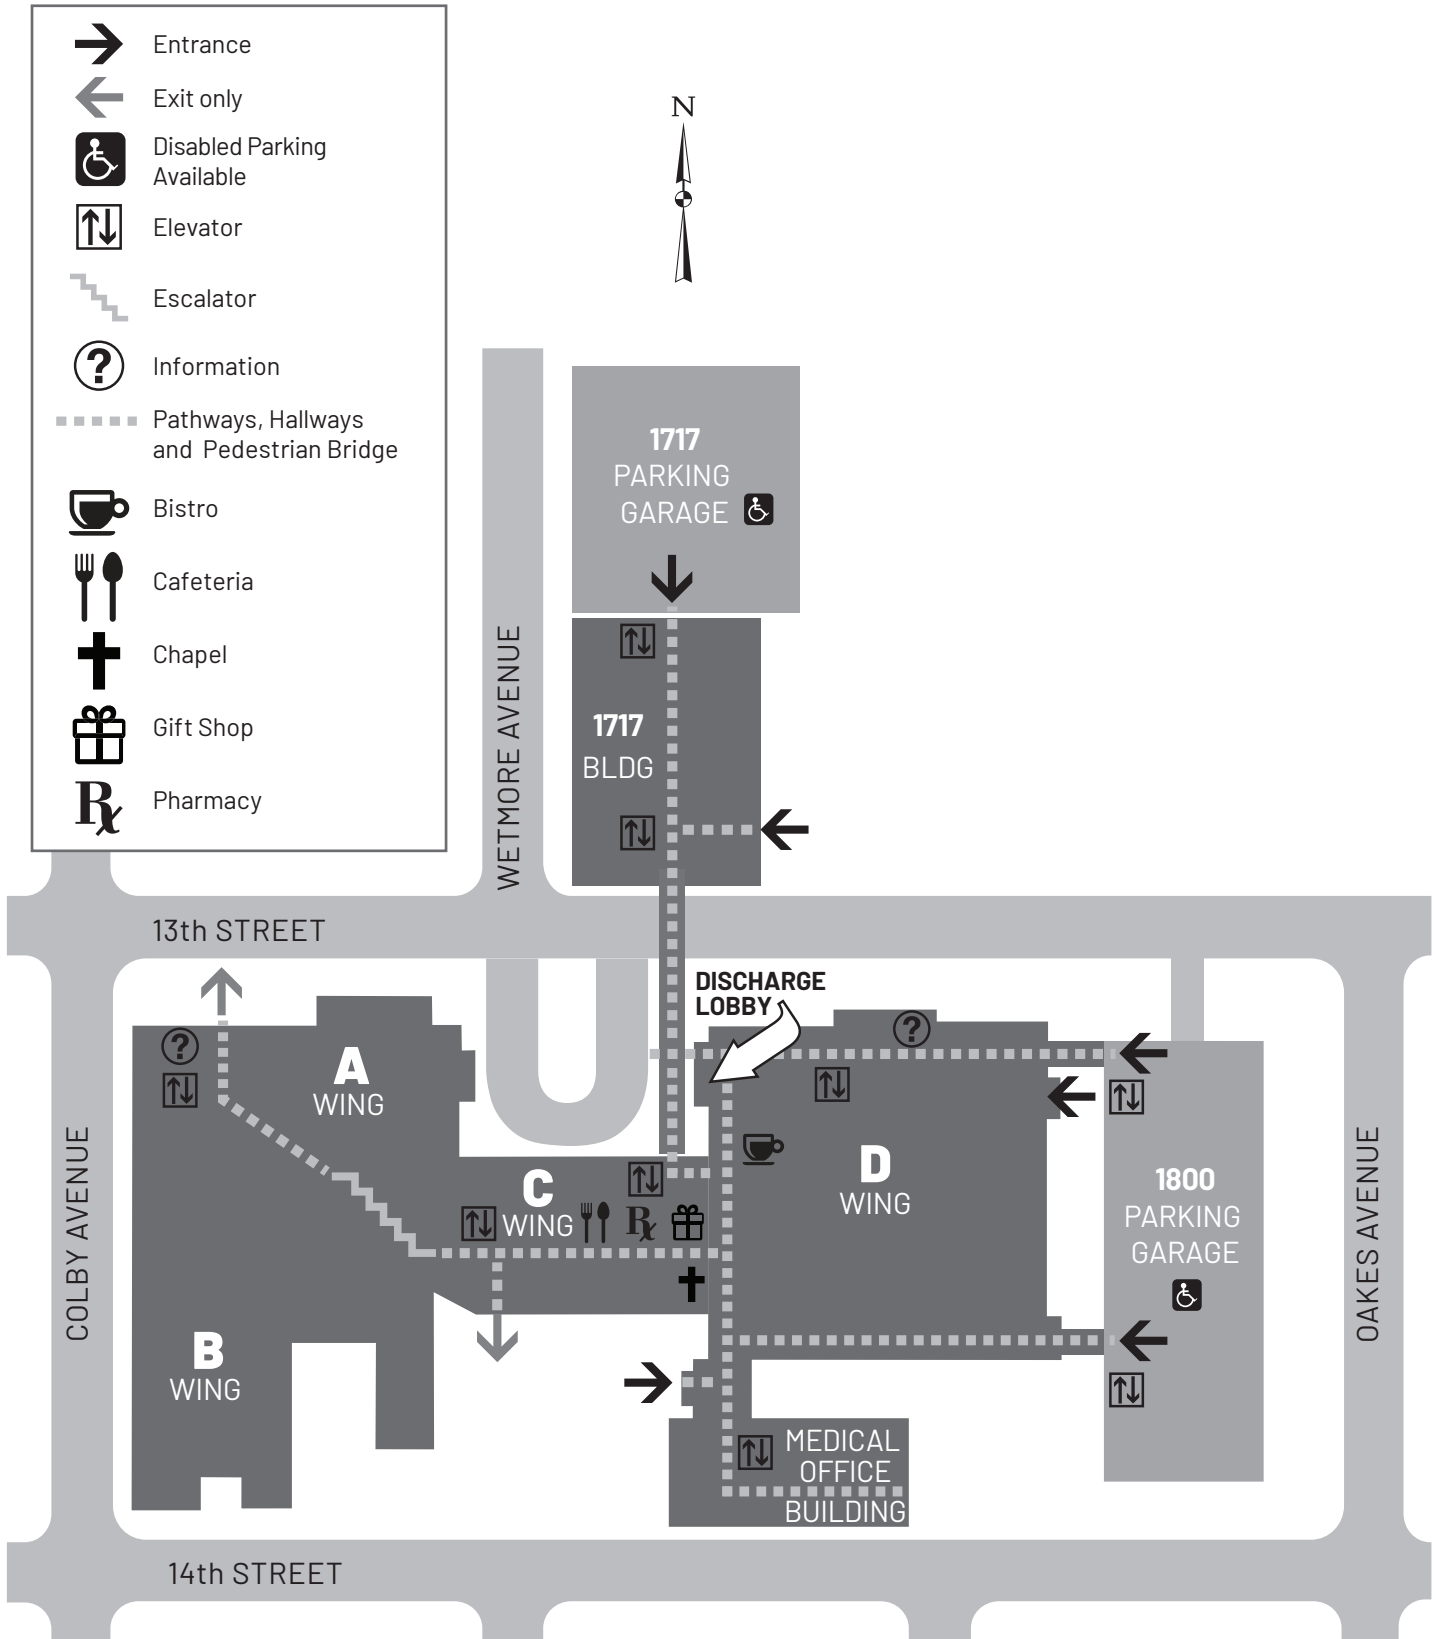 Entrance
Exit only
Disabled Parking
Available
Elevator
Escalator
Information
Pathways, Hallways
and Pedestrian Bridge
Bistro
Cafeteria
Chapel
Gift Shop
Pharmacy
N
1717
PARKING
GARAGE
WETMORE AVENUE
1717
BLDG
13th STREET
DISCHARGE
LOBBY
A
WING
C
WING
D
WING
B
WING
1800
PARKING
GARAGE
COLBY AVENUE
OAKES AVENUE
MEDICAL
OFFICE
BUILDING
14th STREET